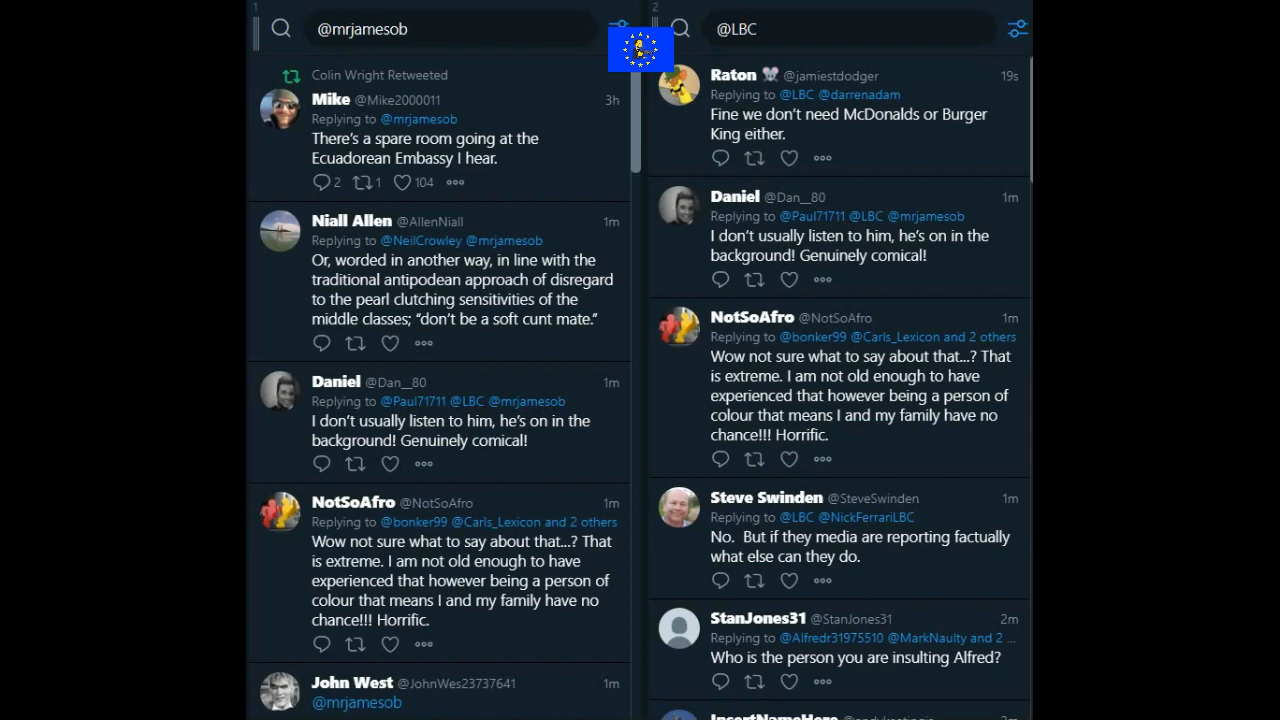 1
@mrjamesob
Colin Wright Retweeted
Mike @Mike2000011 3h
Replying to @mrjamesob
There's a spare room going at the
Ecuadorean Embassy I hear.
2 1 104
Niall Allen @AllenNiall 1m
Replying to @NeilCrowley @mrjamesob
Or, worded in another way, in line with the
traditional antipodean approach of disregard
to the pearl clutching sensitivities of the
middle classes; “don't be a soft cunt mate.”
Daniel @Dan__80 1m
Replying to @Paul71711 @LBC @mrjamesob
I don't usually listen to him, he's on in the
background! Genuinely comical!
NotSoAfro @NotSoAfro 1m
Replying to @bonker99 @Carls_Lexicon and 2 others
Wow not sure what to say about that...? That
is extreme. I am not old enough to have
experienced that however being a person of
colour that means I and my family have no
chance!!! Horrific.
John West @JohnWes23737641 1m
@mrjamesob
2
@LBC
Raton @jamiestdodger 19s
Replying to @LBC @darrenadam
Fine we don't need McDonalds or Burger
King either.
Daniel @Dan__80 1m
Replying to @Paul71711 @LBC @mrjamesob
I don't usually listen to him, he's on in the
background! Genuinely comical!
NotSoAfro @NotSoAfro 1m
Replying to @bonker99 @Carls_Lexicon and 2 others
Wow not sure what to say about that...? That
is extreme. I am not old enough to have
experienced that however being a person of
colour that means I and my family have no
chance!!! Horrific.
Steve Swinden @SteveSwinden 1m
Replying to @LBC @NickFerrariLBC
No. But if they media are reporting factually
what else can they do.
StanJones31 @StanJones31 2m
Replying to @Alfredr31975510 @MarkNaulty and 2 ...
Who is the person you are insulting Alfred?
InsertNameHere